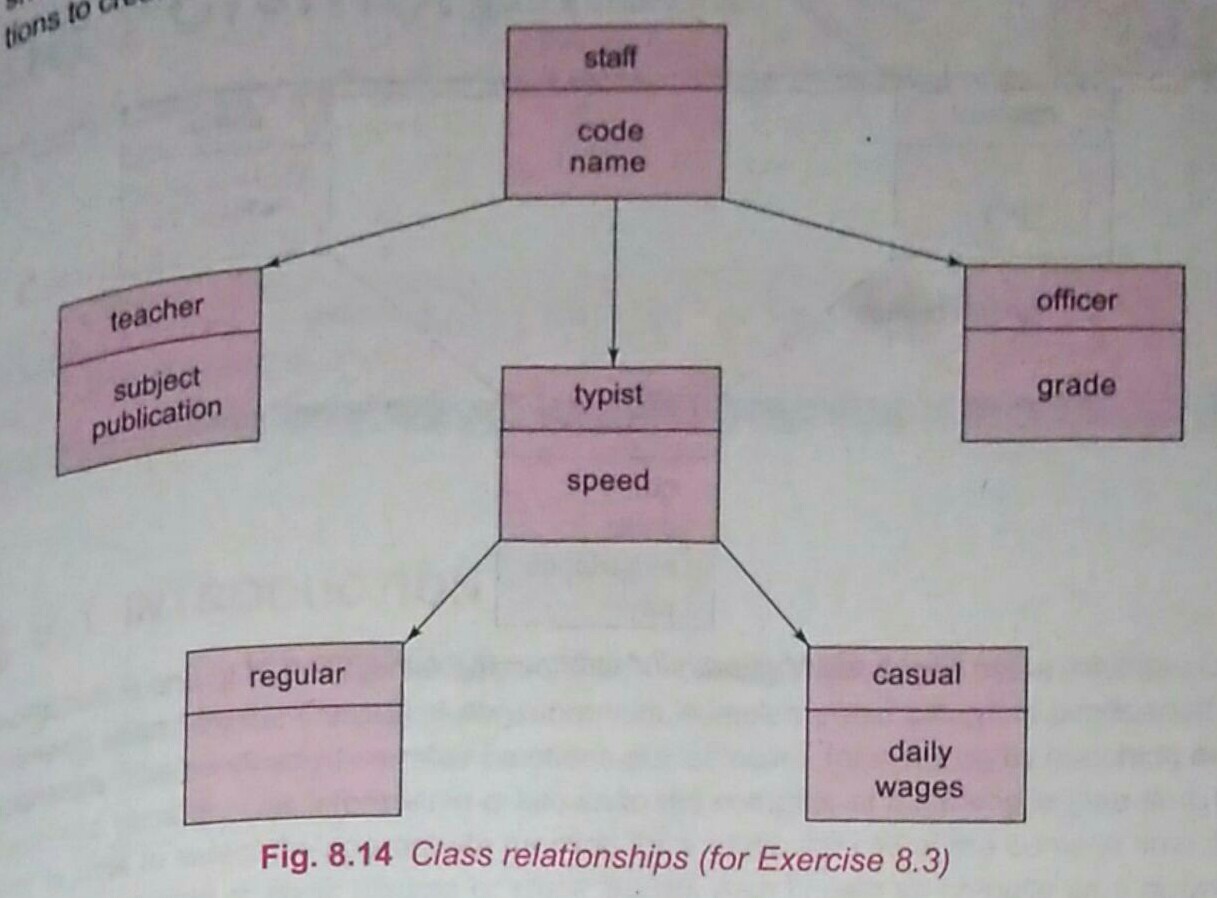 tions to
staff
code
name
teacher
subject
publication
typist
speed
officer
grade
regular
casual
daily
wages
Fig. 8.14 Class relationships (for Exercise 8.3)